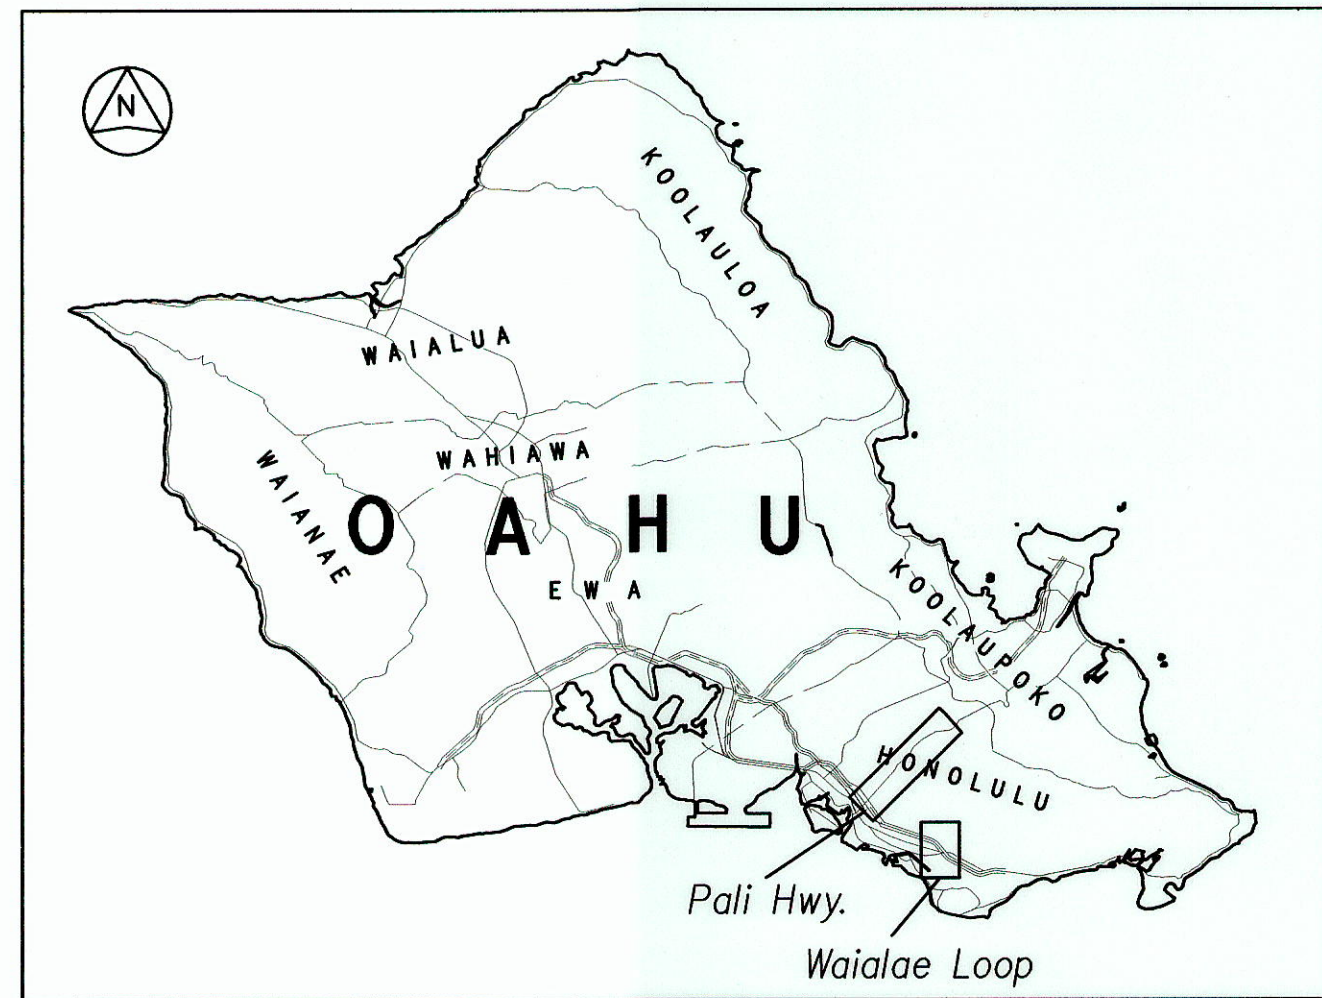 N
KOOLAULOA
WAIALUA
WAHIAWA
WAIANAE
OAHU
EWA
KOOLAUPOKO
HONOLULU
Pali Hwy.
Waialae Loop